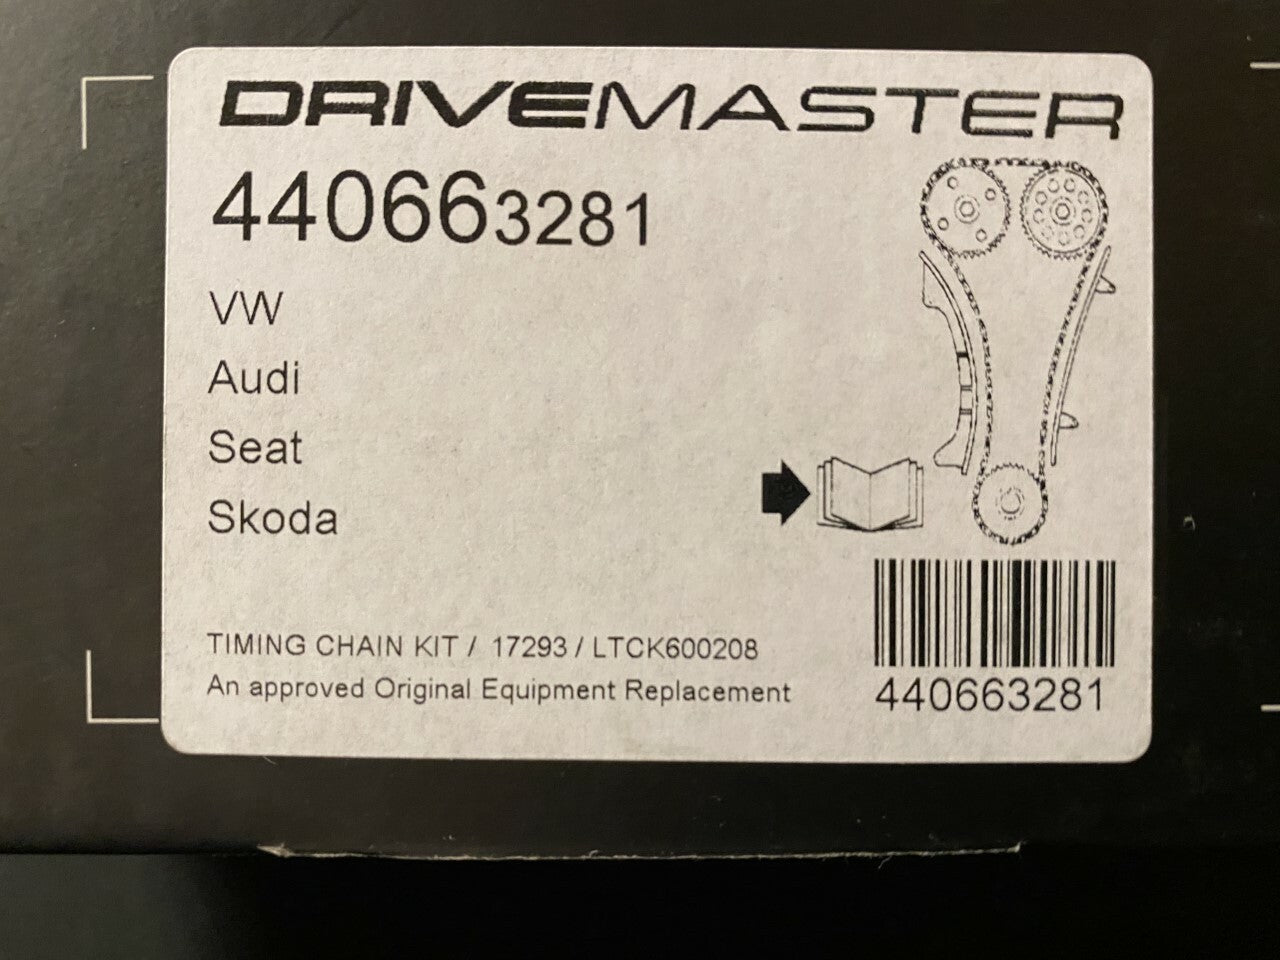 DRIVEMASTER
440663281
VW
Audi
Seat
Skoda
TIMING CHAIN KIT / 17293 / LTCK600208
An approved Original Equipment Replacement
440663281